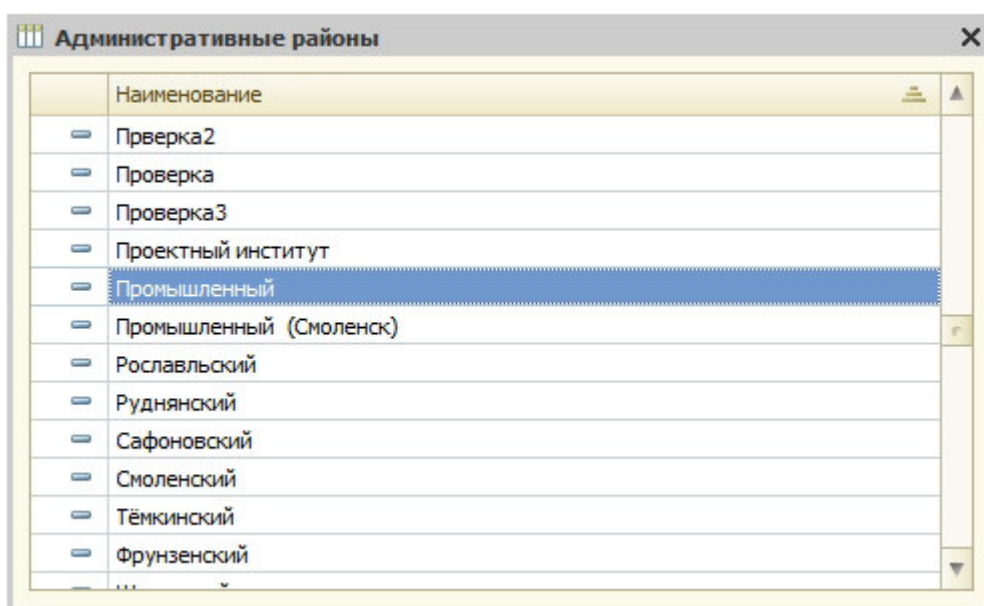 Административные районы
Наименование
Прверка2
Проверка
Проверка3
Проектный институт
Промышленный
Промышленный (Смоленск)
Рославльский
Руднянский
Сафоновский
Смоленский
Тёмкинский
Фрунзенский